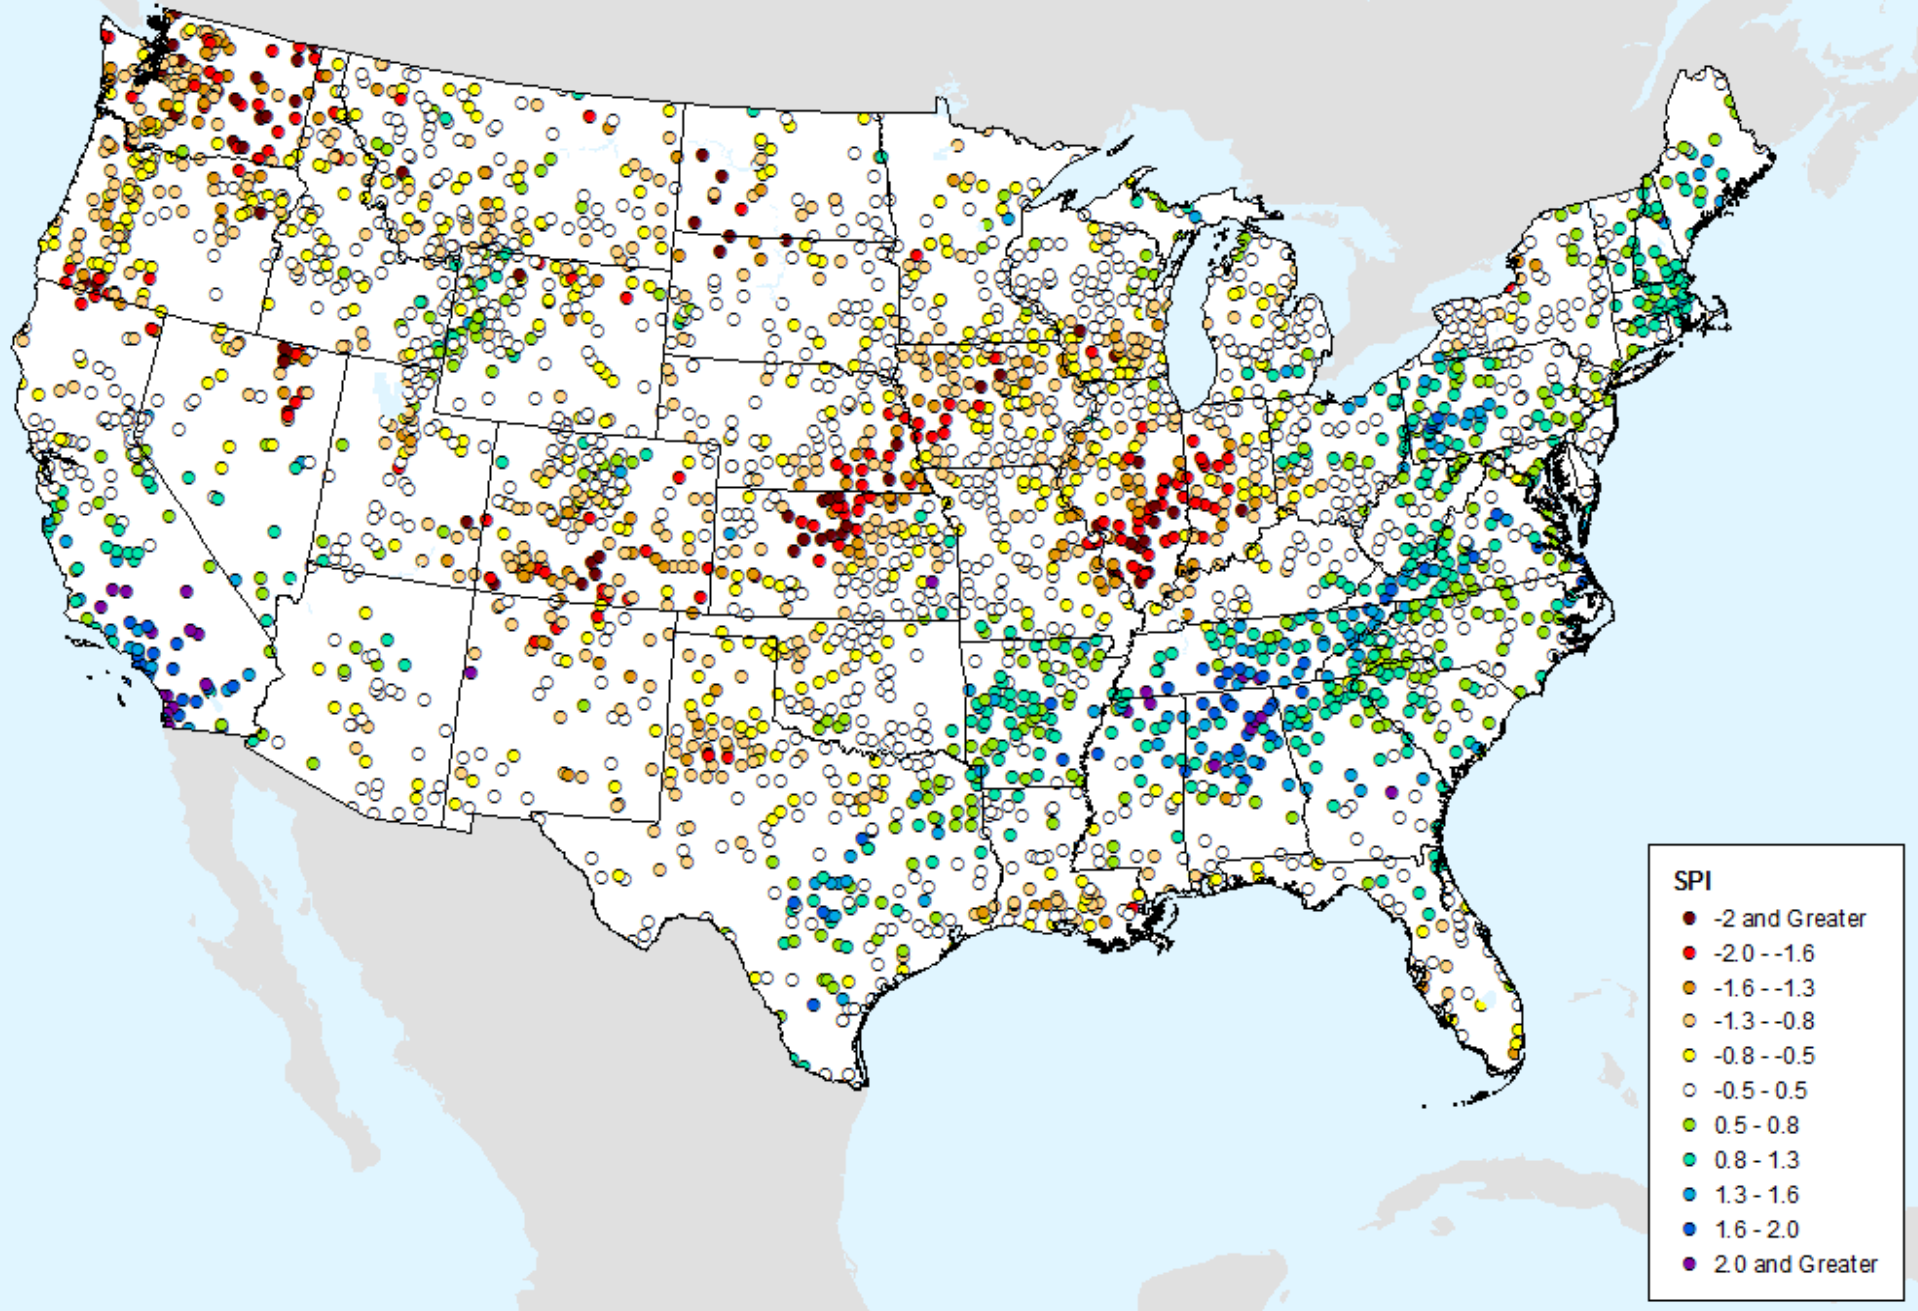 SPI
-2 and Greater
-2.0 - -1.6
-1.6 - -1.3
-1.3 - -0.8
-0.8 - -0.5
-0.5 - 0.5
0.5 - 0.8
0.8 - 1.3
1.3 - 1.6
1.6 - 2.0
2.0 and Greater